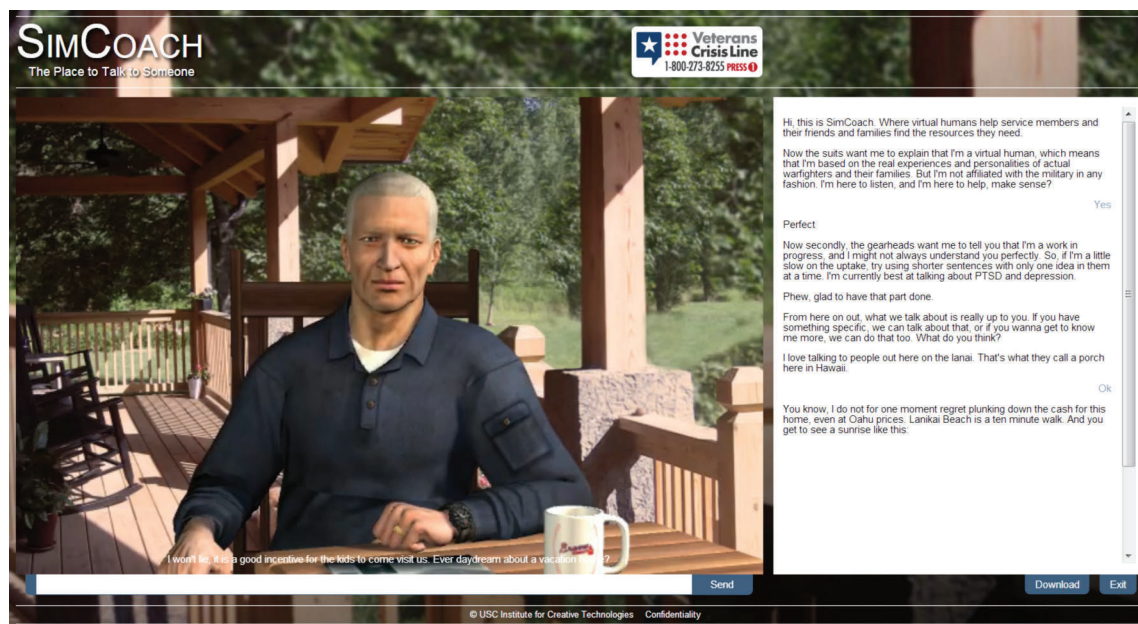 SIMCOACH
The Place to Talk to Someone
Veterans
Crisis Line
1-800-273-8255 PRESS 1
Hi, this is SimCoach. Where virtual humans help service members and
their friends and families find the resources they need.
Now the suits want me to explain that I'm a virtual human, which means
that I'm based on the real experiences and personalities of actual
warfighters and their families. But I'm not affiliated with the military in any
fashion. I'm here to listen, and I'm here to help, make sense?
Yes
Perfect
Now secondly, the gearheads want me to tell you that I'm a work in
progress, and I might not always understand you perfectly. So, if I'm a little
slow on the uptake, try using shorter sentences with only one idea in them
at a time. I'm currently best at talking about PTSD and depression.
Phew, glad to have that part done.
From here on out, what we talk about is really up to you. If you have
something specific, we can talk about that, or if you wanna get to know
me more, we can do that too. What do you think?
I love talking to people out here on the lanai. That's what they call a porch
here in Hawaii.
Ok
You know, I do not for one moment regret plunking down the cash for this
home, even at Oahu prices. Lanikai Beach is a ten minute walk. And you
get to see a sunrise like this:
Braves
I won't lie, it is a good incentive for the kids to come visit us. Ever daydream about a vacation
Send
Download
Exit
© USC Institute for Creative Technologies Confidentiality